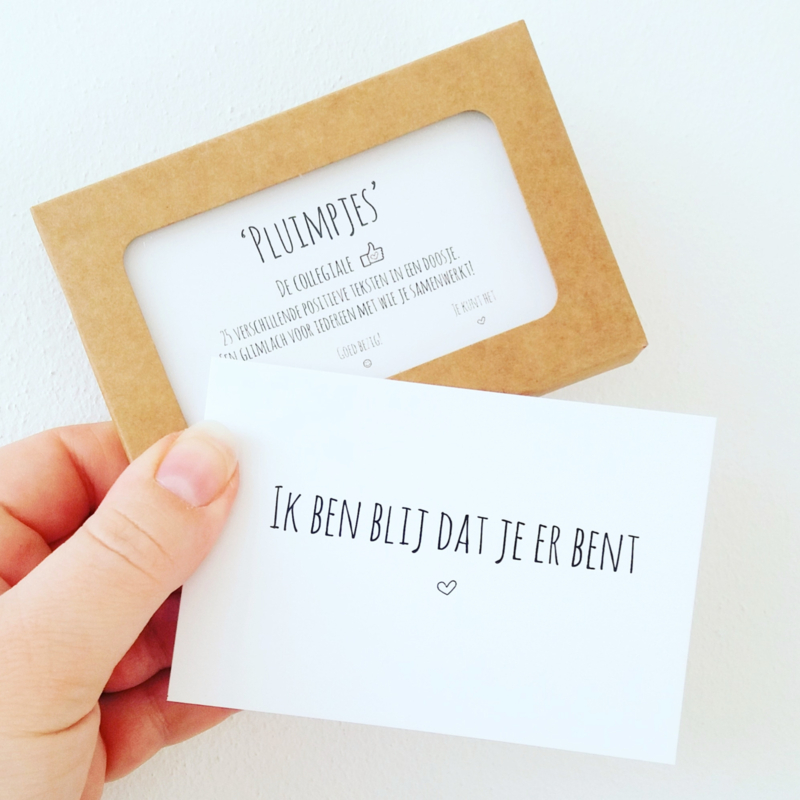 'PLUIMPJES'
DE COLLEGIALE
25 VERSCHILLENDE POSITIEVE TEKSTEN IN EEN DOOSJE.
EEN GLIMLACH VOOR IEDEREEN MET WIE JE SAMENWERKT!
GOED BEZIG!
JE KUNT HET
IK BEN BLIJ DAT JE ER BENT